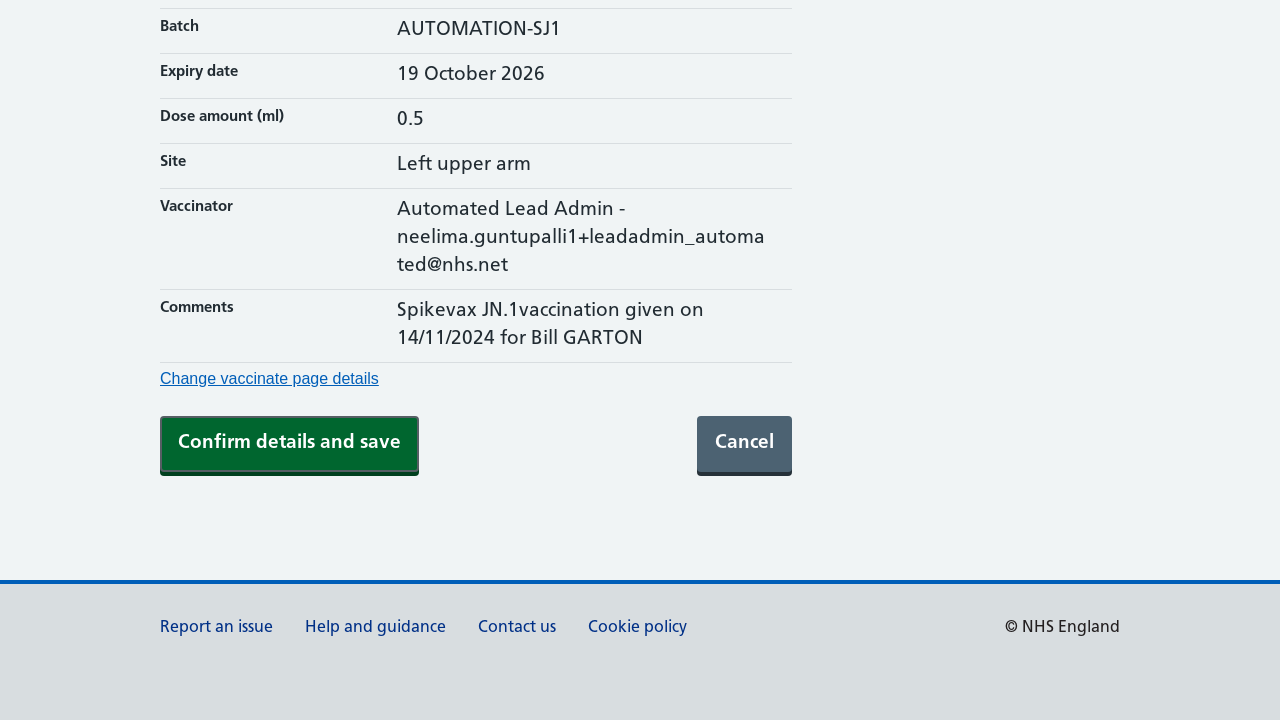 Batch
AUTOMATION-SJ1
Expiry date
19 October 2026
Dose amount (ml)
0.5
Site
Left upper arm
Vaccinator
Automated Lead Admin -
neelima.guntupalli1+leadadmin_automa
ted@nhs.net
Comments
Spikevax JN.1vaccination given on
14/11/2024 for Bill GARTON
Change vaccinate page details
Confirm details and save
Cancel
Report an issue
Help and guidance
Contact us
Cookie policy
© NHS England